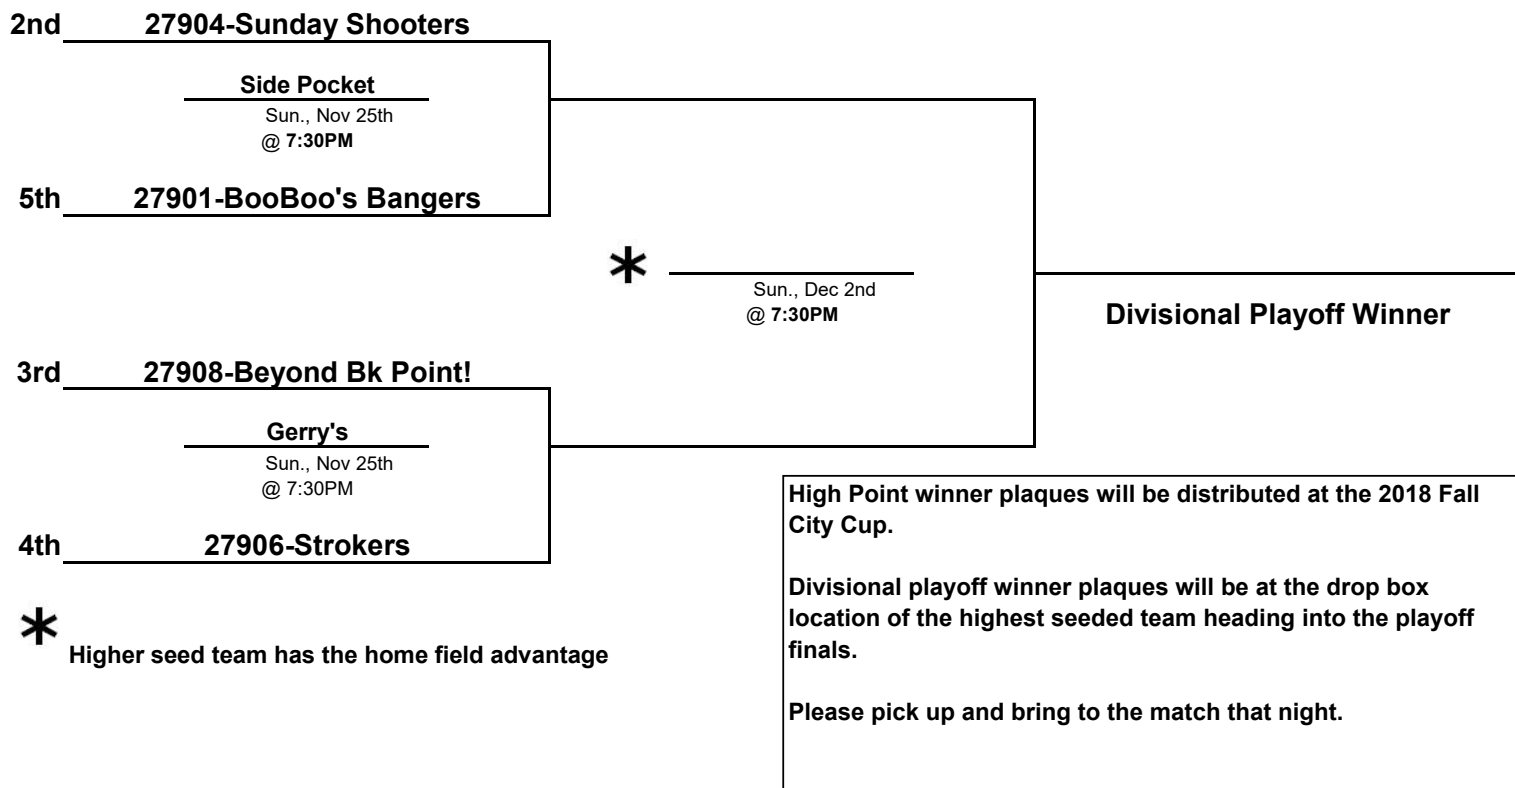 2nd 27904-Sunday Shooters
Side Pocket
Sun., Nov 25th
@ 7:30PM
5th 27901-BooBoo's Bangers
*
Sun., Dec 2nd
@ 7:30PM
Divisional Playoff Winner
3rd 27908-Beyond Bk Point!
Gerry's
Sun., Nov 25th
@ 7:30PM
4th 27906-Strokers
*
Higher seed team has the home field advantage
High Point winner plaques will be distributed at the 2018 Fall
City Cup.
Divisional playoff winner plaques will be at the drop box
location of the highest seeded team heading into the playoff
finals.
Please pick up and bring to the match that night.